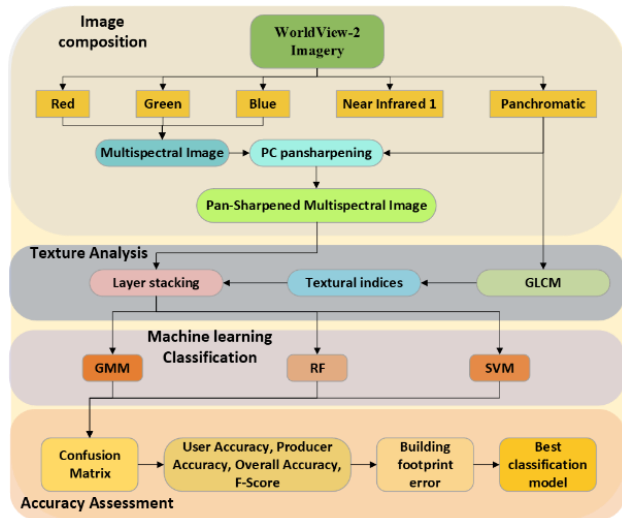 Image
composition
WorldView-2
Imagery
Red
Green
Blue
Near Infrared 1
Panchromatic
Multispectral Image
PC pansharpening
Pan-Sharpened Multispectral Image
Texture Analysis
Layer stacking
Textural indices
GLCM
Machine learning
Classification
GMM
RF
SVM
Confusion
Matrix
User Accuracy, Producer
Accuracy, Overall Accuracy,
F-Score
Building
footprint
error
Best
classification
model
Accuracy Assessment